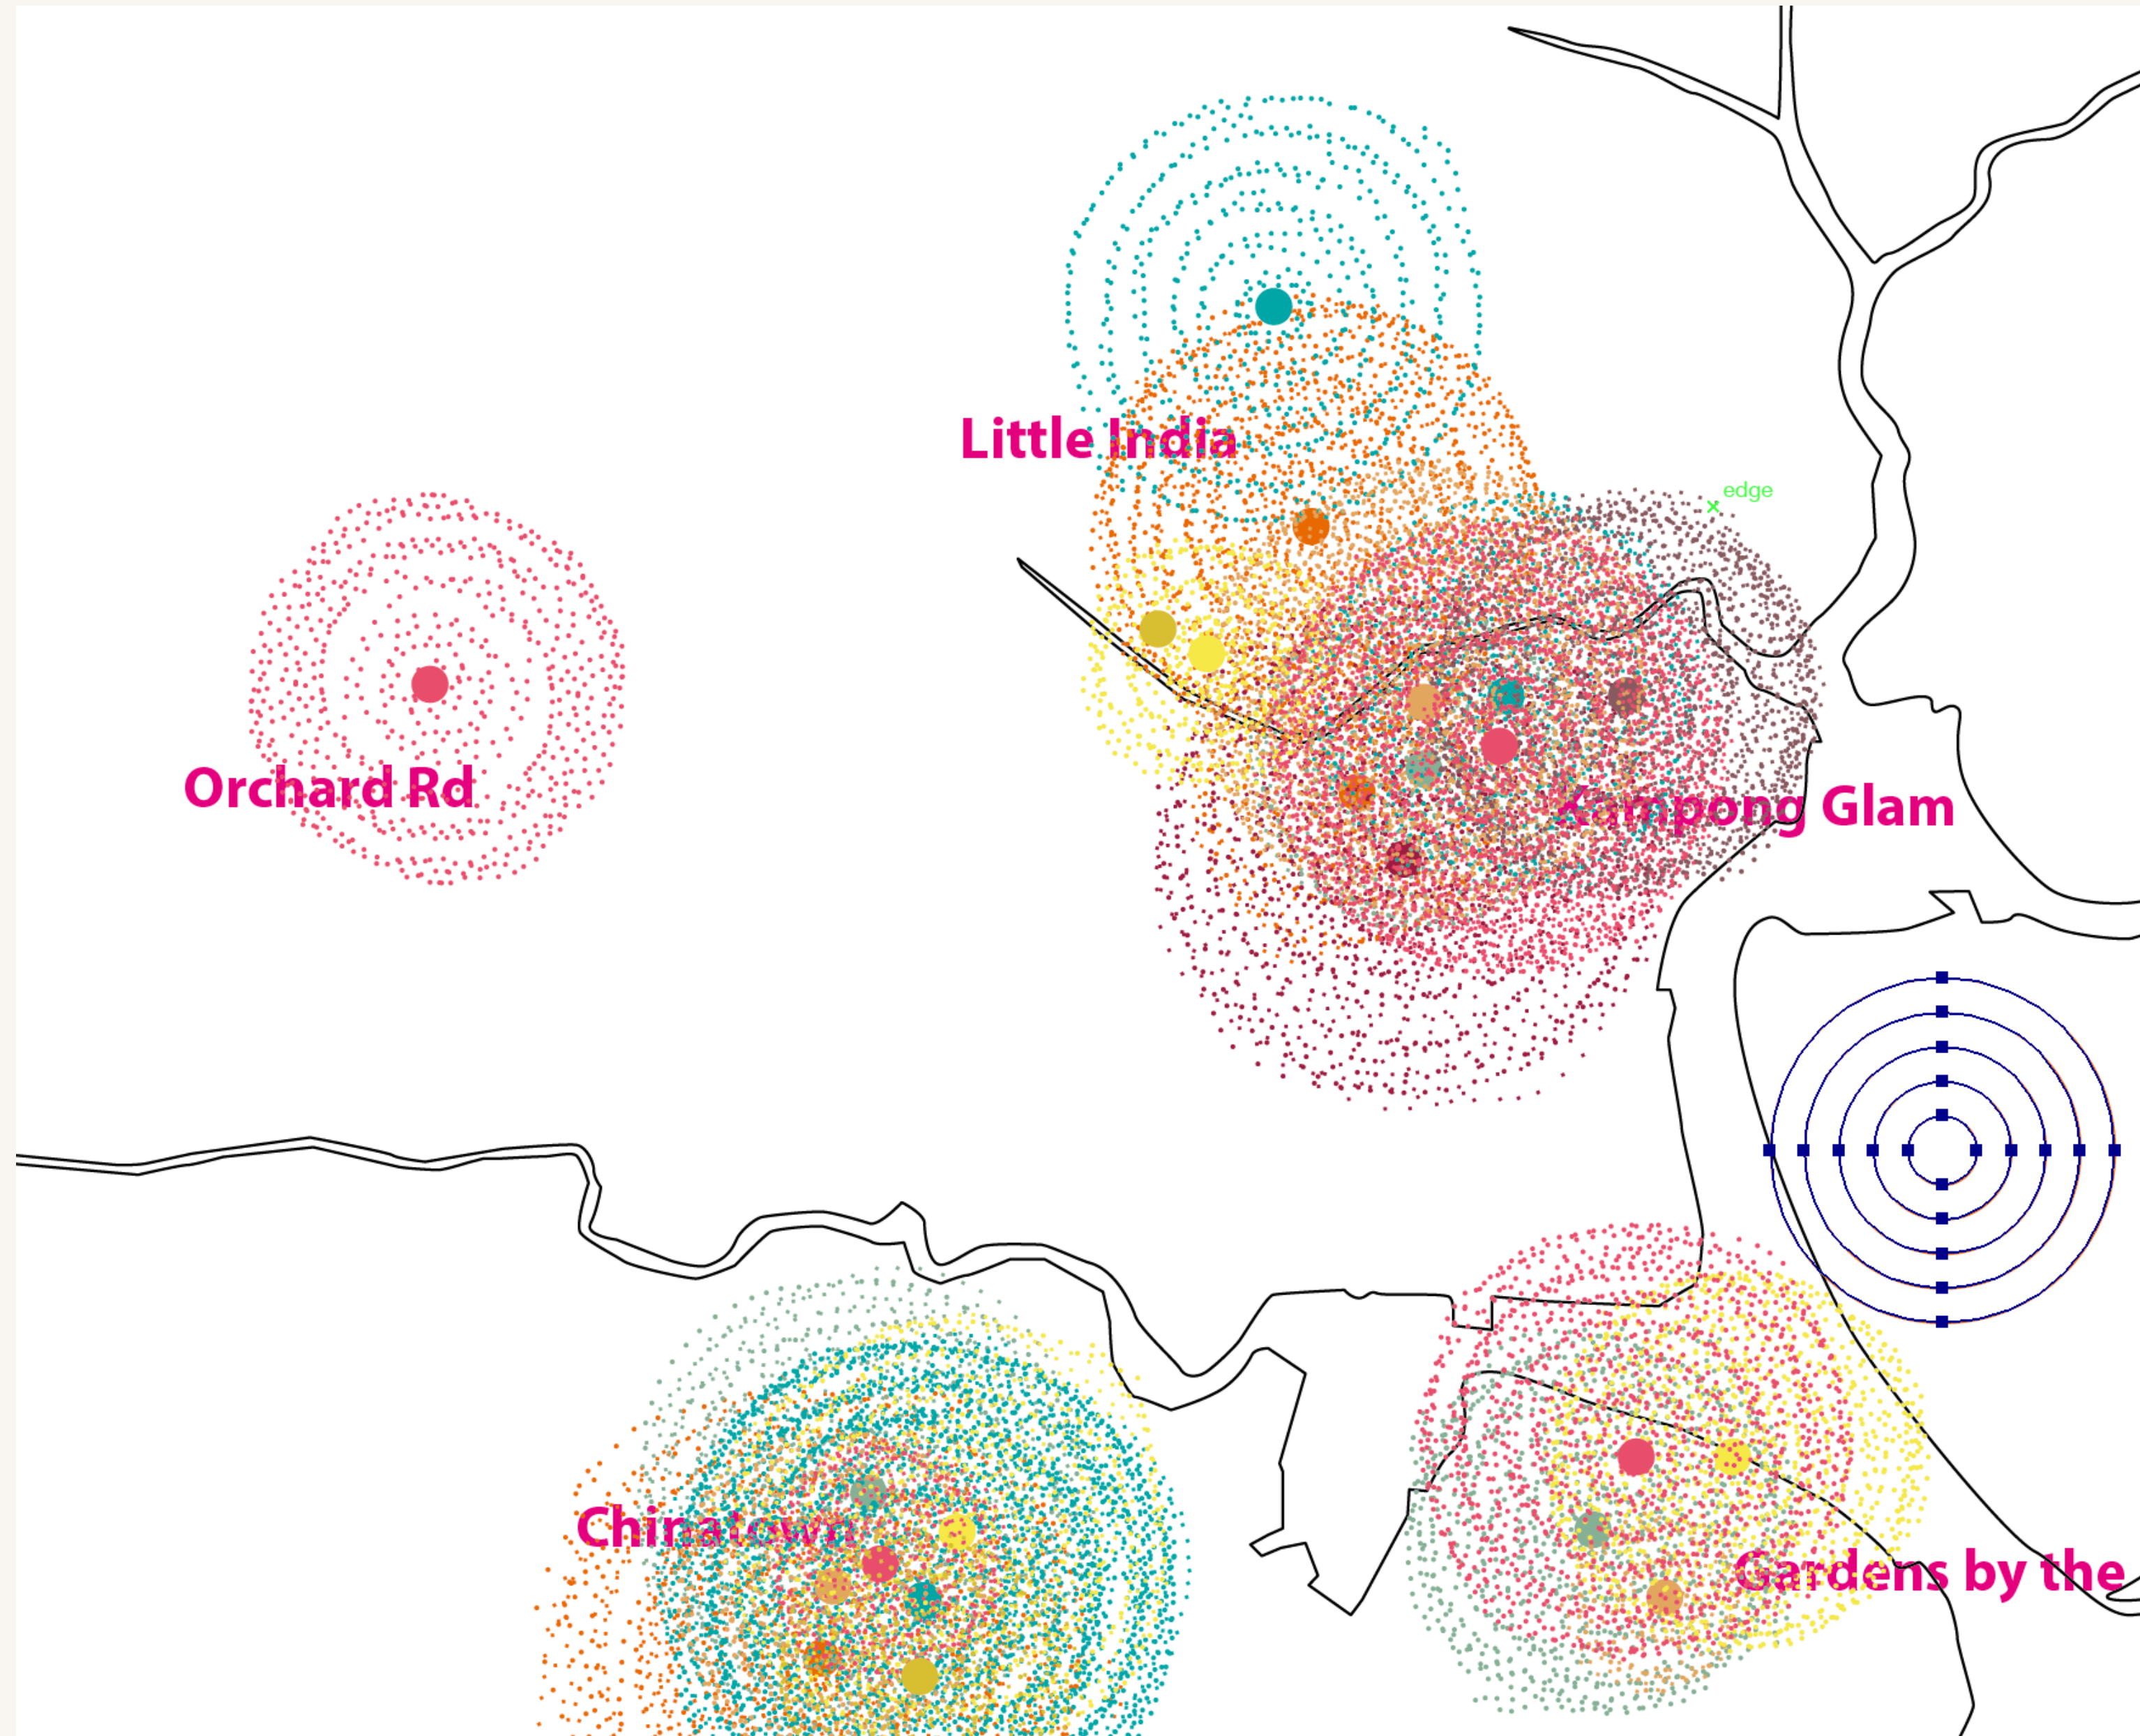 edge
Little India
Orchard Rd
Kampong Glam
Chinatown
Gardens by the